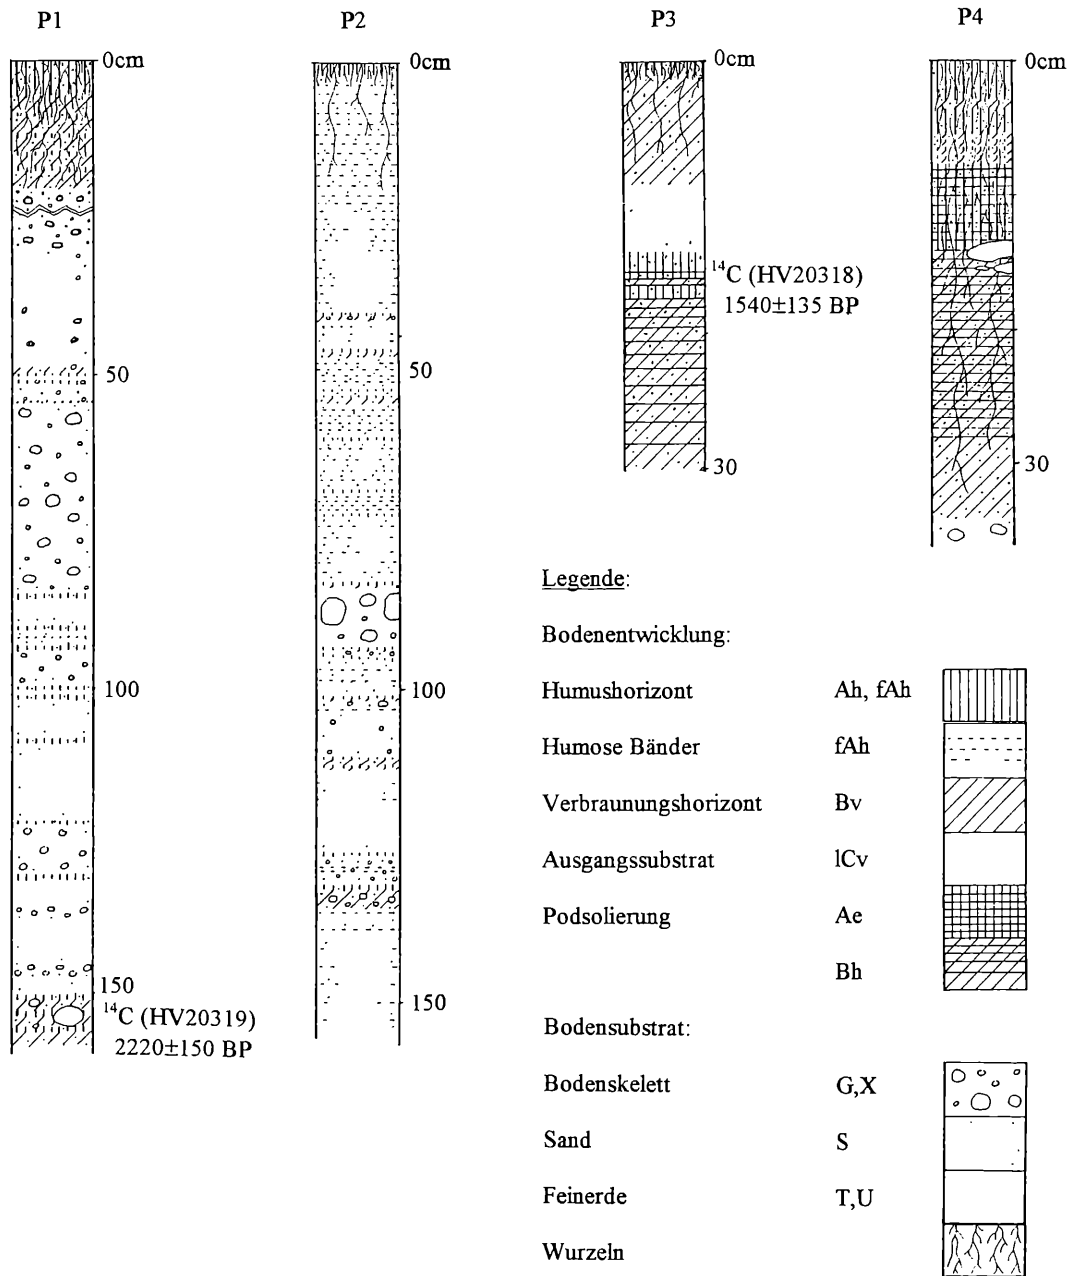 P1
P2
P3
P4
0cm
0cm
0cm
0cm
50
100
150
¹⁴C (HV20319)
2220±150 BP
50
100
150
¹⁴C (HV20318)
1540±135 BP
30
30
Legende:
Bodenentwicklung:
Humushorizont Ah, fAh
Humose Bänder fAh
Verbraunungshorizont Bv
Ausgangssubstrat lCv
Podsolierung Ae
Bh
Bodensubstrat:
Bodenskelett G,X
Sand S
Feinerde T,U
Wurzeln